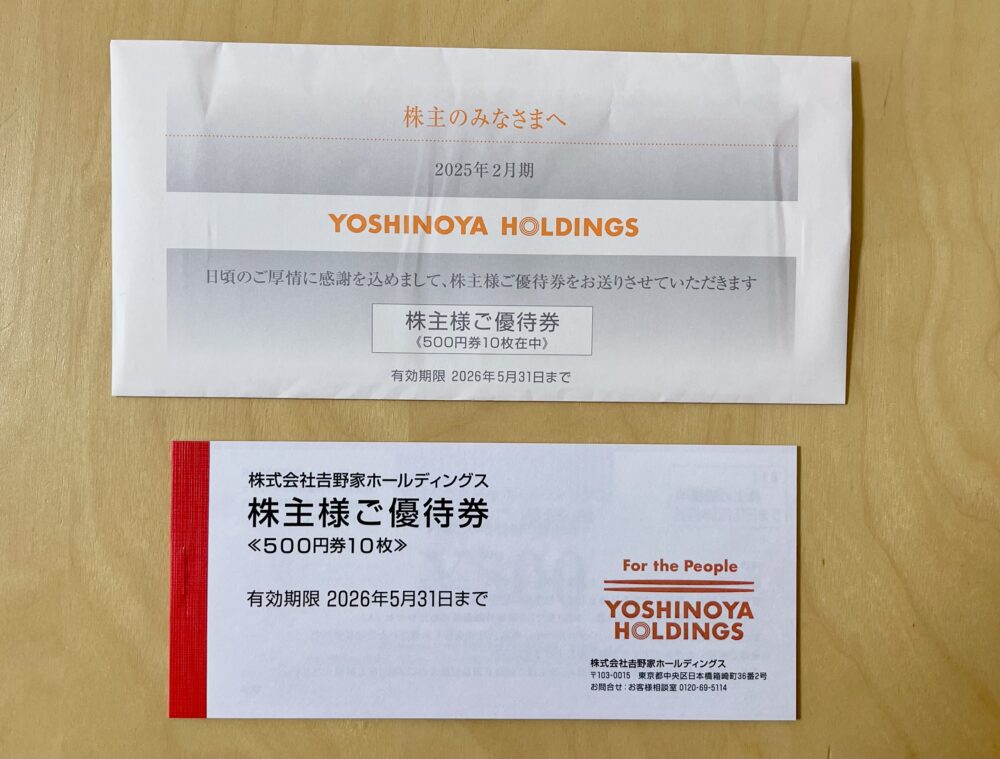 株主のみなさまへ
2025年2月期
YOSHINOYA HOLDINGS
日頃のご厚情に感謝を込めまして、株主様ご優待券をお送りさせていただきます
株主様ご優待券
《500円券10枚在中》
有効期限 2026年5月31日まで
株式会社𠮷野家ホールディングス
株主様ご優待券
≪500円券10枚≫
有効期限 2026年5月31日まで
For the People
YOSHINOYA
HOLDINGS
株式会社𠮷野家ホールディングス
〒103-0015 東京都中央区日本橋箱崎町36番2号
お問合せ：お客様相談室 0120-69-5114